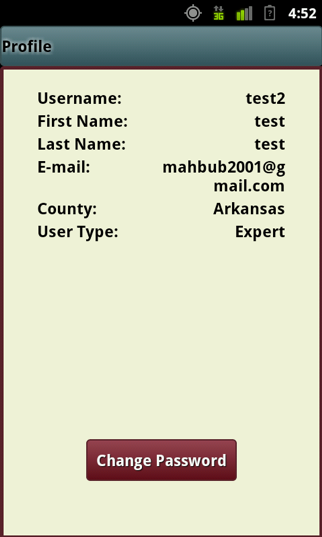 3G 4:52
Profile
Username: test2
First Name: test
Last Name: test
E-mail: mahbub2001@g
mail.com
County: Arkansas
User Type: Expert
Change Password